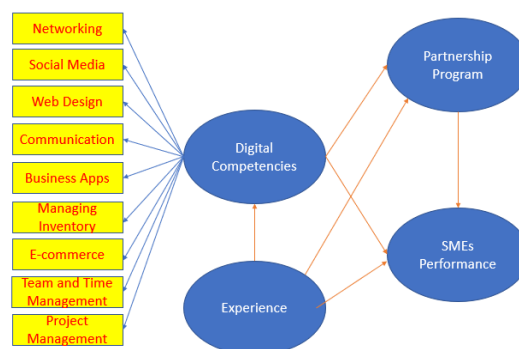 Networking
Social Media
Web Design
Communication
Business Apps
Managing
Inventory
E-commerce
Team and Time
Management
Project
Management
Digital
Competencies
Experience
Partnership
Program
SMEs
Performance